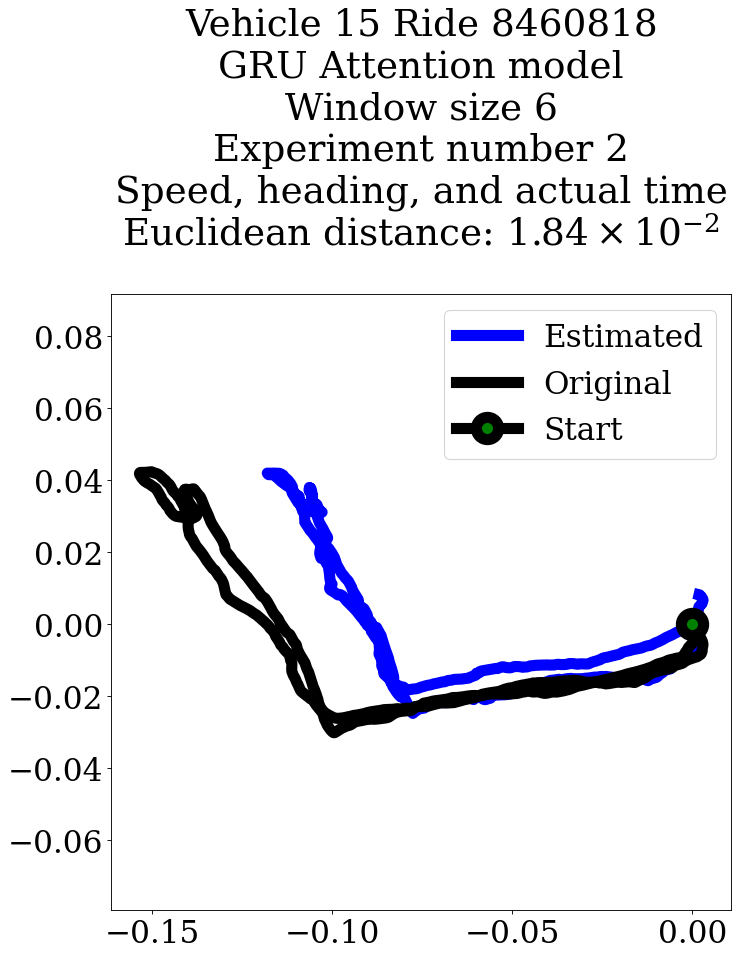 Vehicle 15 Ride 8460818
GRU Attention model
Window size 6
Experiment number 2
Speed, heading, and actual time
Euclidean distance: 1.84 × 10⁻²
Estimated
Original
Start
0.08
0.06
0.04
0.02
0.00
−0.02
−0.04
−0.06
−0.15 −0.10 −0.05 0.00